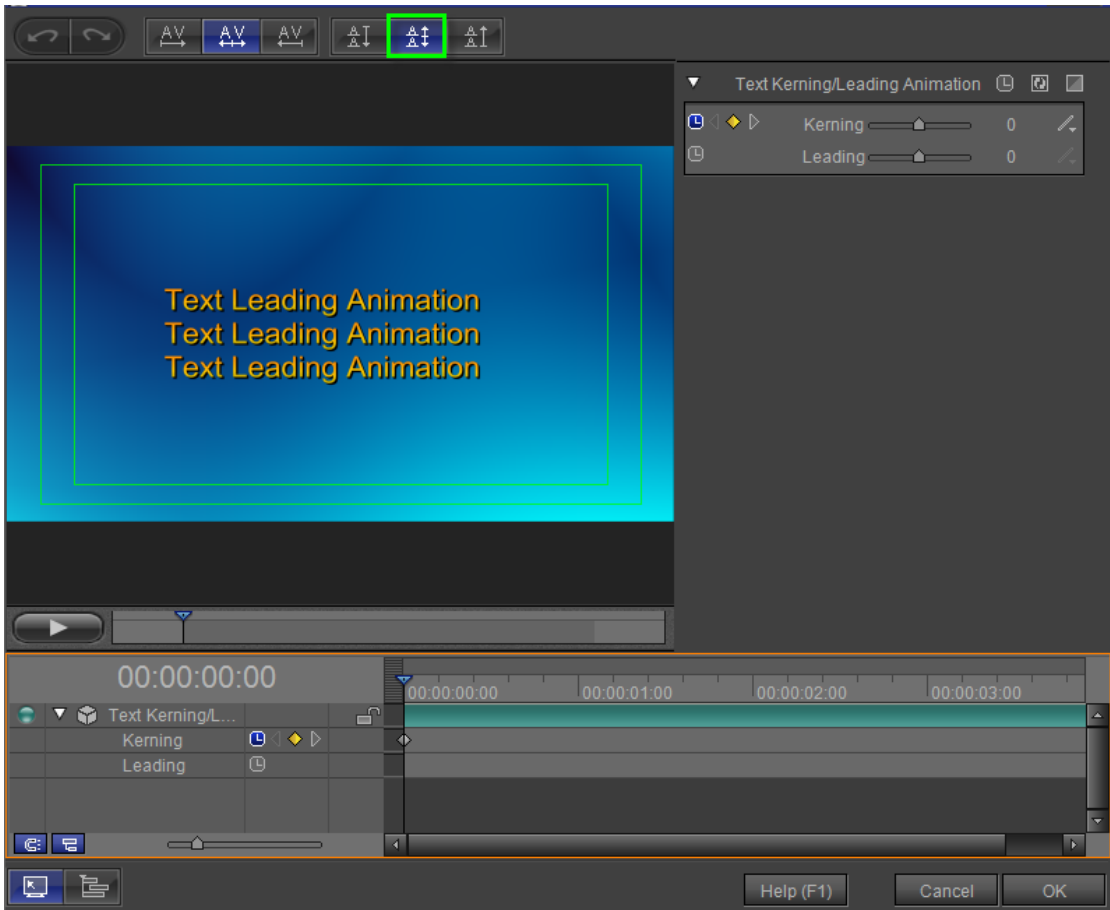 AV AV AV
Text Kerning/Leading Animation
Kerning 0
Leading 0
Text Leading Animation
Text Leading Animation
Text Leading Animation
00:00:00:00
00:00:00:00 00:00:01:00 00:00:02:00 00:00:03:00
Text Kerning/L...
Kerning
Leading
Help (F1) Cancel OK